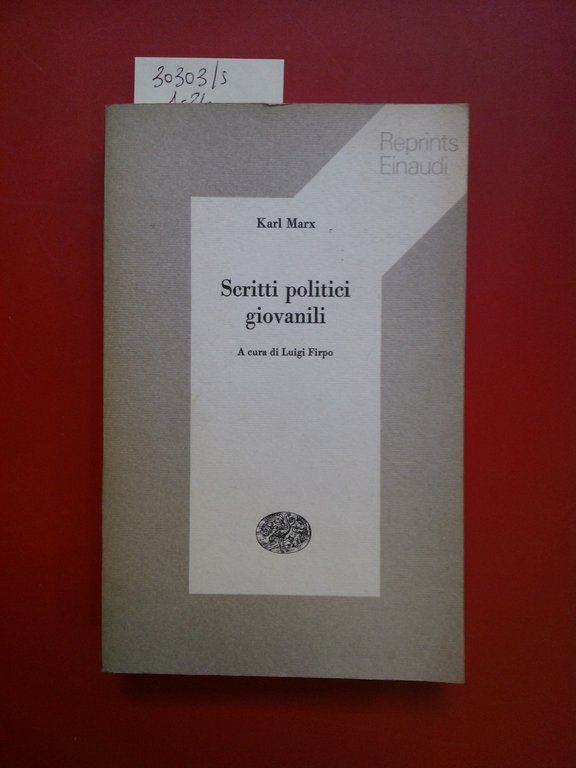 30303/s
Reprints
Einaudi
Karl Marx
Scritti politici
giovanili
A cura di Luigi Firpo